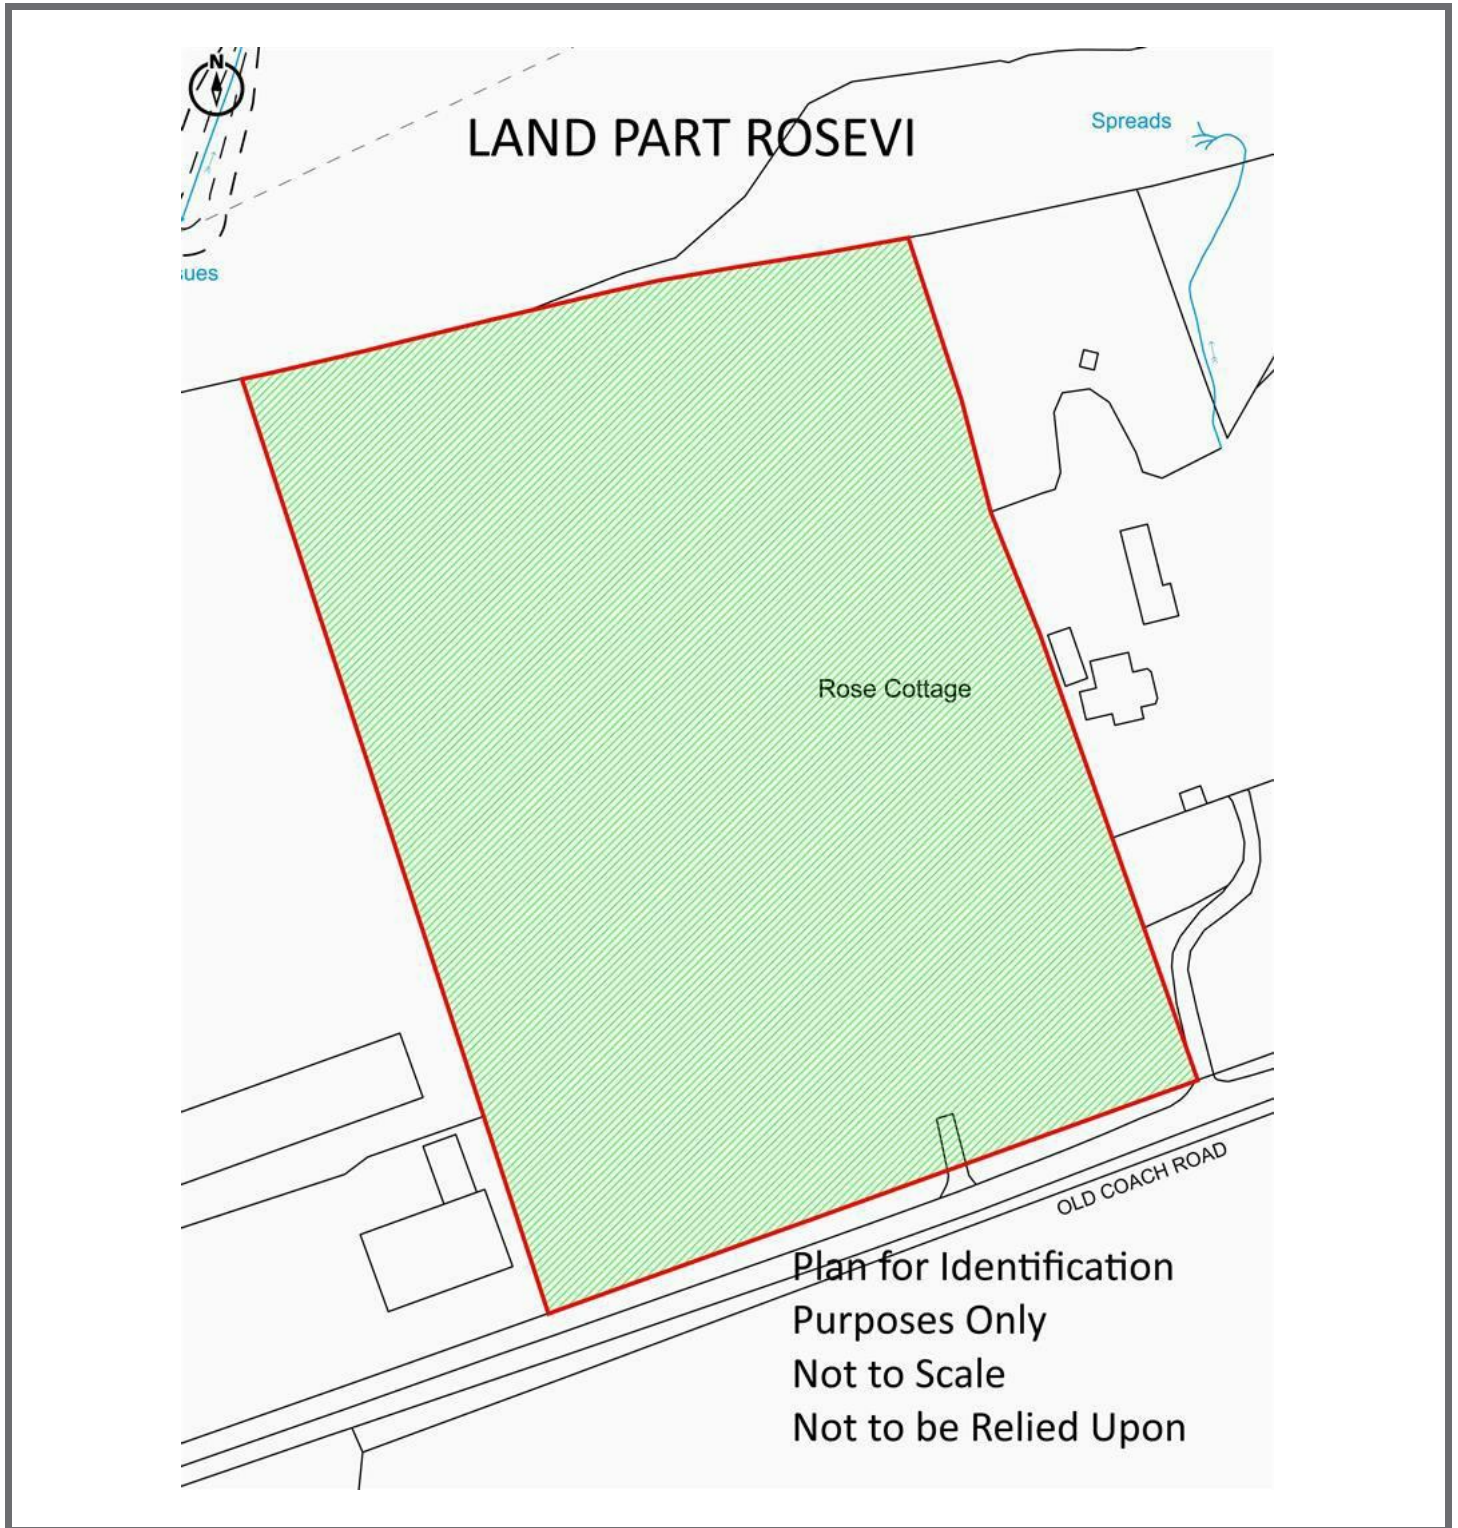 N
LAND PART ROSEVI
Spreads
sues
Rose Cottage
OLD COACH ROAD
Plan for Identification
Purposes Only
Not to Scale
Not to be Relied Upon